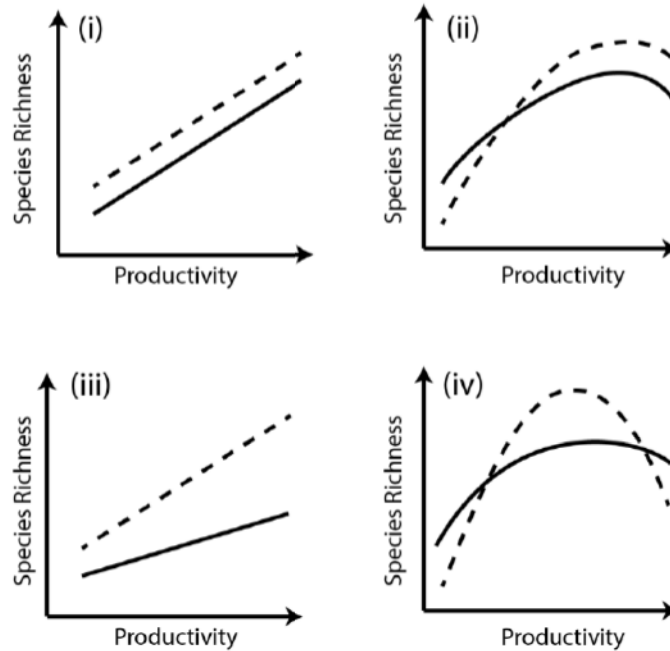 (i)
Species Richness
Productivity
(ii)
Species Richness
Productivity
(iii)
Species Richness
Productivity
(iv)
Species Richness
Productivity